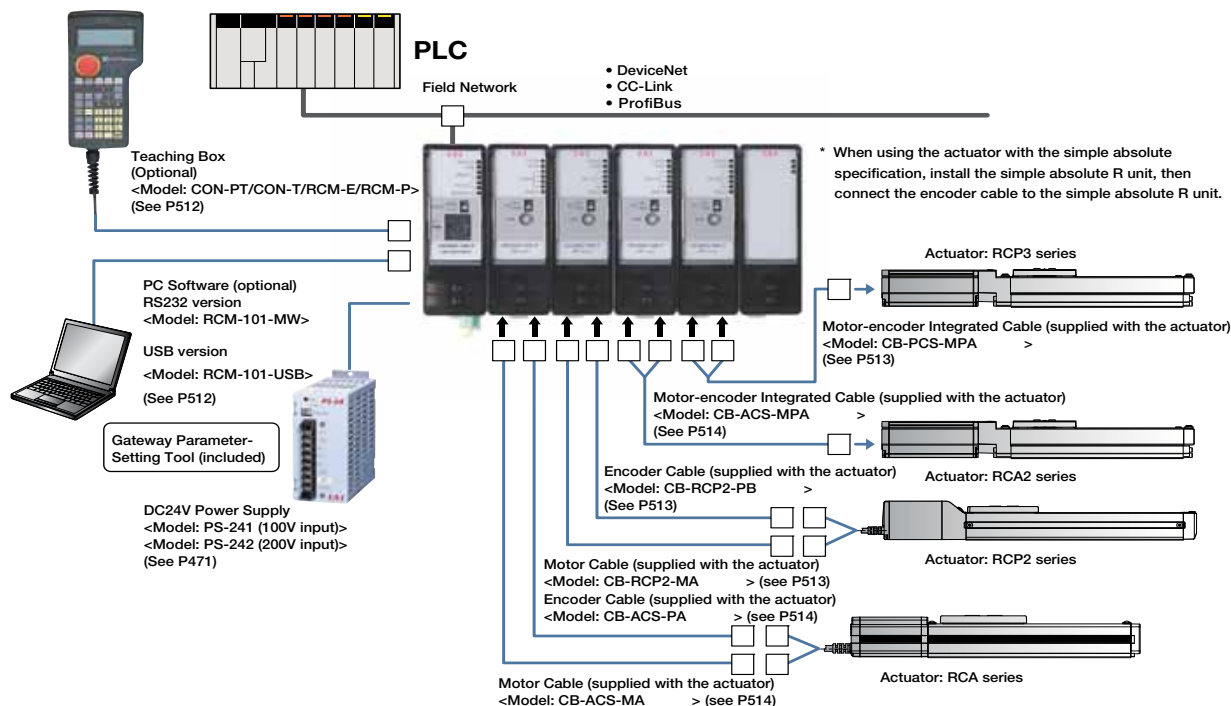 PLC
Field Network
• DeviceNet
• CC-Link
• ProfiBus
Teaching Box
(Optional)
<Model: CON-PT/CON-T/RCM-E/RCM-P>
(See P512)
* When using the actuator with the simple absolute
specification, install the simple absolute R unit, then
connect the encoder cable to the simple absolute R unit.
PC Software (optional)
RS232 version
<Model: RCM-101-MW>
USB version
<Model: RCM-101-USB>
(See P512)
Gateway Parameter-
Setting Tool (included)
DC24V Power Supply
<Model: PS-241 (100V input)>
<Model: PS-242 (200V input)>
(See P471)
PS-24
Actuator: RCP3 series
Motor-encoder Integrated Cable (supplied with the actuator)
<Model: CB-PCS-MPA >
(See P513)
Motor-encoder Integrated Cable (supplied with the actuator)
<Model: CB-ACS-MPA >
(See P514)
Actuator: RCA2 series
Encoder Cable (supplied with the actuator)
<Model: CB-RCP2-PB >
(See P513)
Actuator: RCP2 series
Motor Cable (supplied with the actuator)
<Model: CB-RCP2-MA > (see P513)
Encoder Cable (supplied with the actuator)
<Model: CB-ACS-PA > (see P514)
Actuator: RCA series
Motor Cable (supplied with the actuator)
<Model: CB-ACS-MA > (see P514)